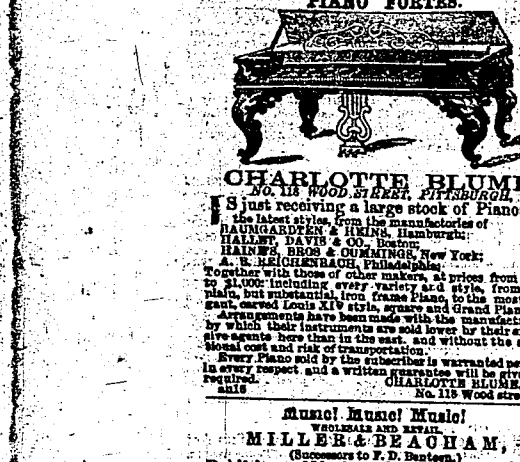 PIANO FORTES.
CHARLOTTE BLUM
NO. 118 WOOD STREET, PITTSBURGH,
IS just receiving a large stock of Piano
the latest styles, from the manufactories of
BAUMGARDTEN & HEINS, Hamburgh;
HALLET, DAVIS & CO., Boston;
HAINES, BROS & CUMMINGS, New York;
A. B. REICHENBACH, Philadelphia;
Together with those of other makers, at prices from
to $1,000: including every variety and style, from
plain, but substantial, iron frame Piano, to the most
gant, carved Louis XIV style, square and Grand Pian
Arrangements have been made with the manufact
by which their instruments are sold lower by their
sive agents here than in the east, and without the
tional cost and risk of transportation.
Every Piano sold by the subscriber is warranted pe
in every respect and a written guarantee will be giv
required. CHARLOTTE BLUME
au16 No. 118 Wood stre
Music! Music! Music!
WHOLESALE AND RETAIL
MILLER & BEACHAM,
(Successors to F. D. Benteen.)